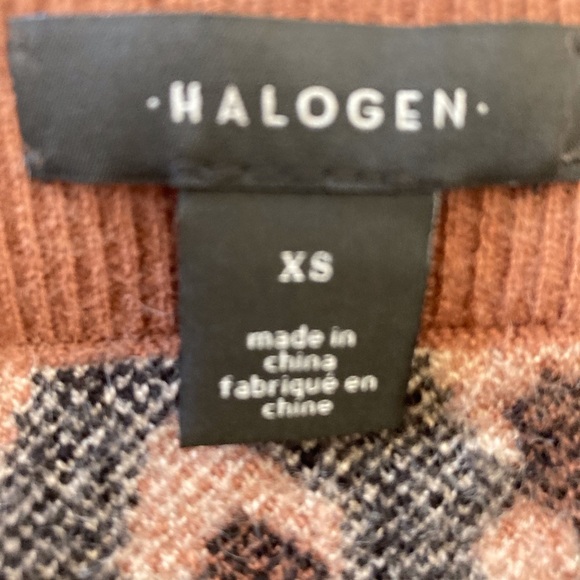 ·HALOGEN·
XS
made in
china
fabriqué en
chine